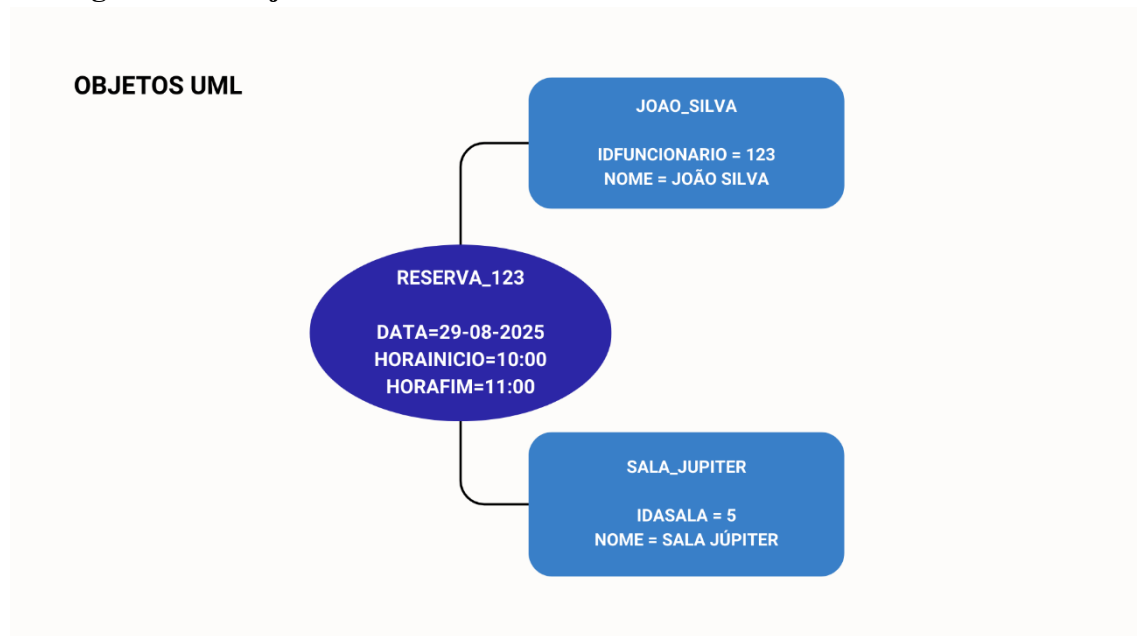 OBJETOS UML
JOAO_SILVA
IDFUNCIONARIO = 123
NOME = JOÃO SILVA
RESERVA_123
DATA=29-08-2025
HORAINICIO=10:00
HORAFIM=11:00
SALA_JUPITER
IDASALA = 5
NOME = SALA JÚPITER